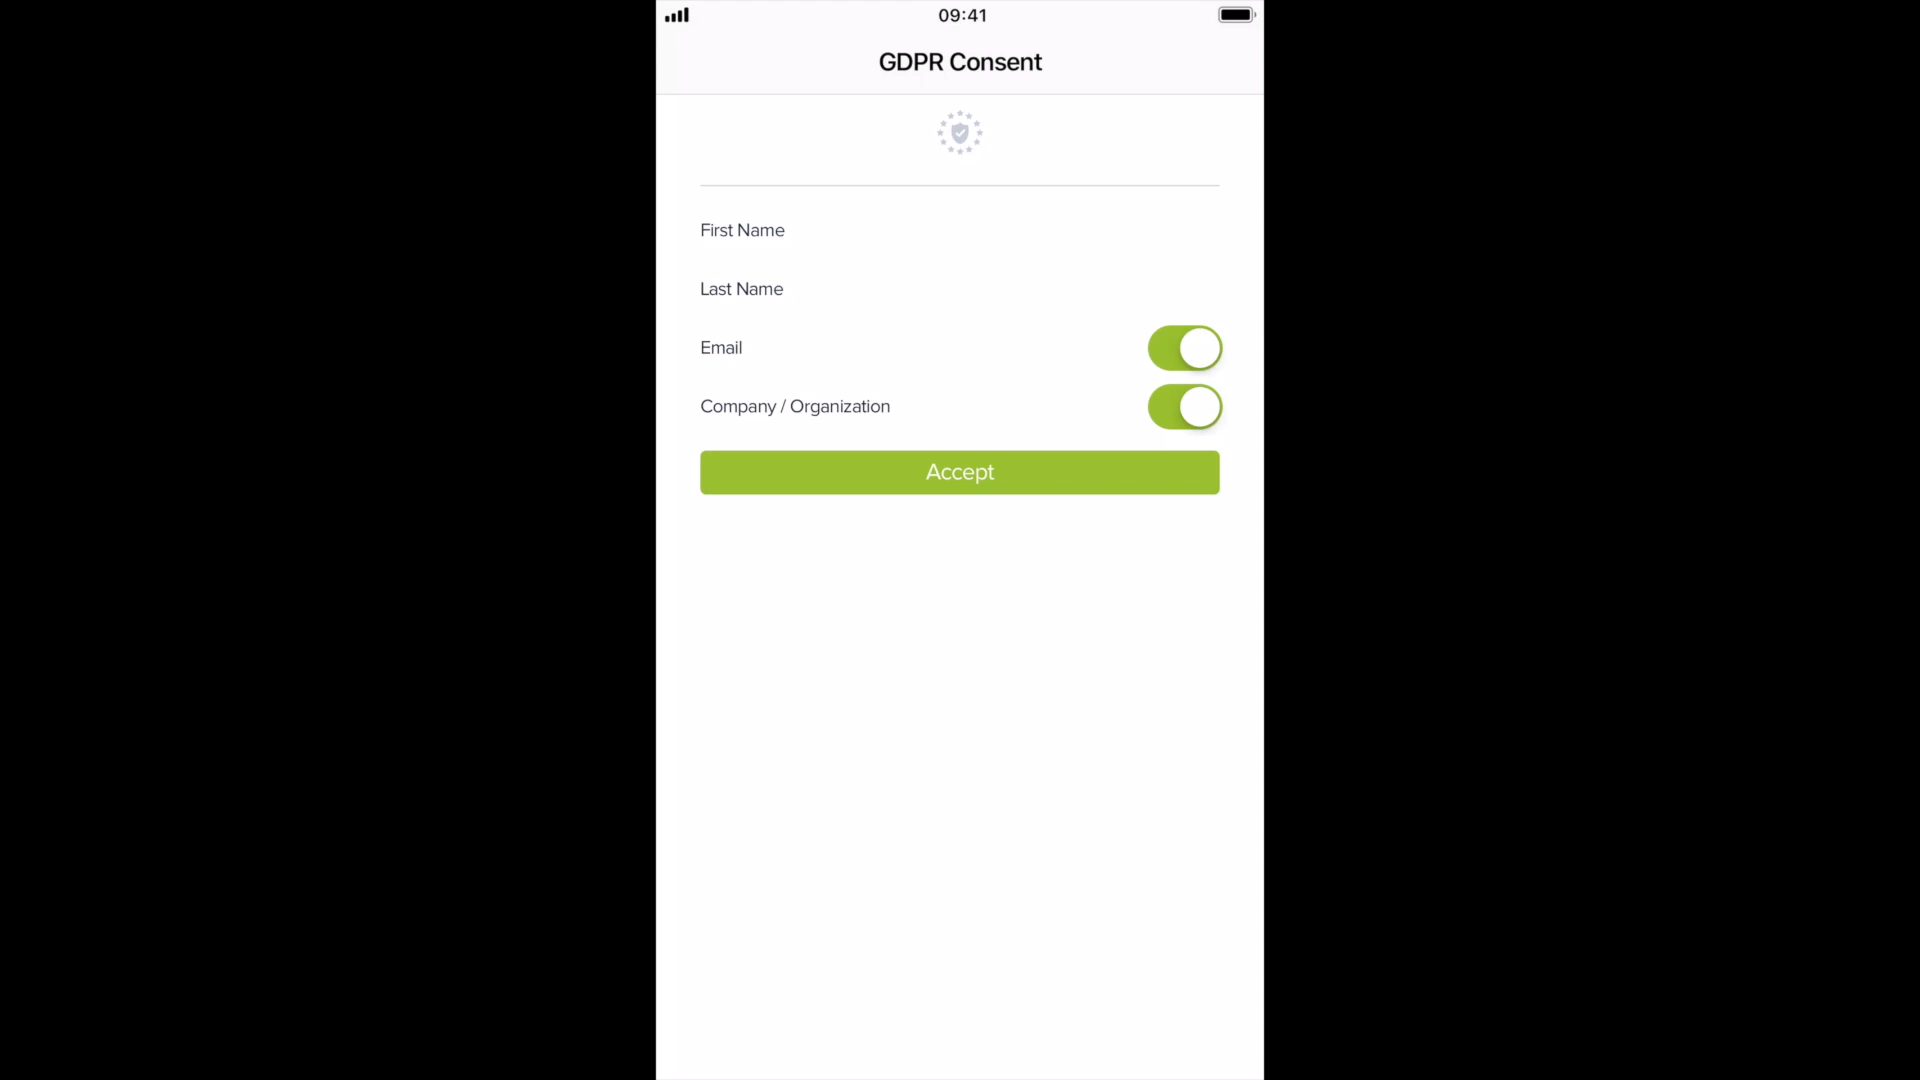 09:41
GDPR Consent
First Name
Last Name
Email
Company / Organization
Accept